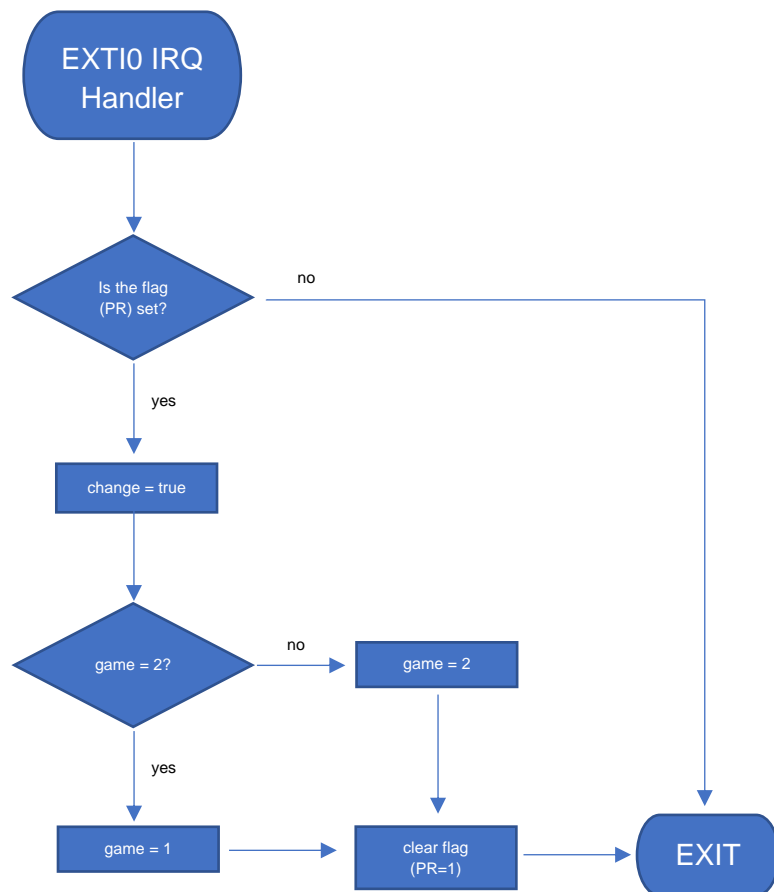 EXTI0 IRQ
Handler
Is the flag
(PR) set?
no
yes
change = true
game = 2?
no
game = 2
yes
game = 1
clear flag
(PR=1)
EXIT